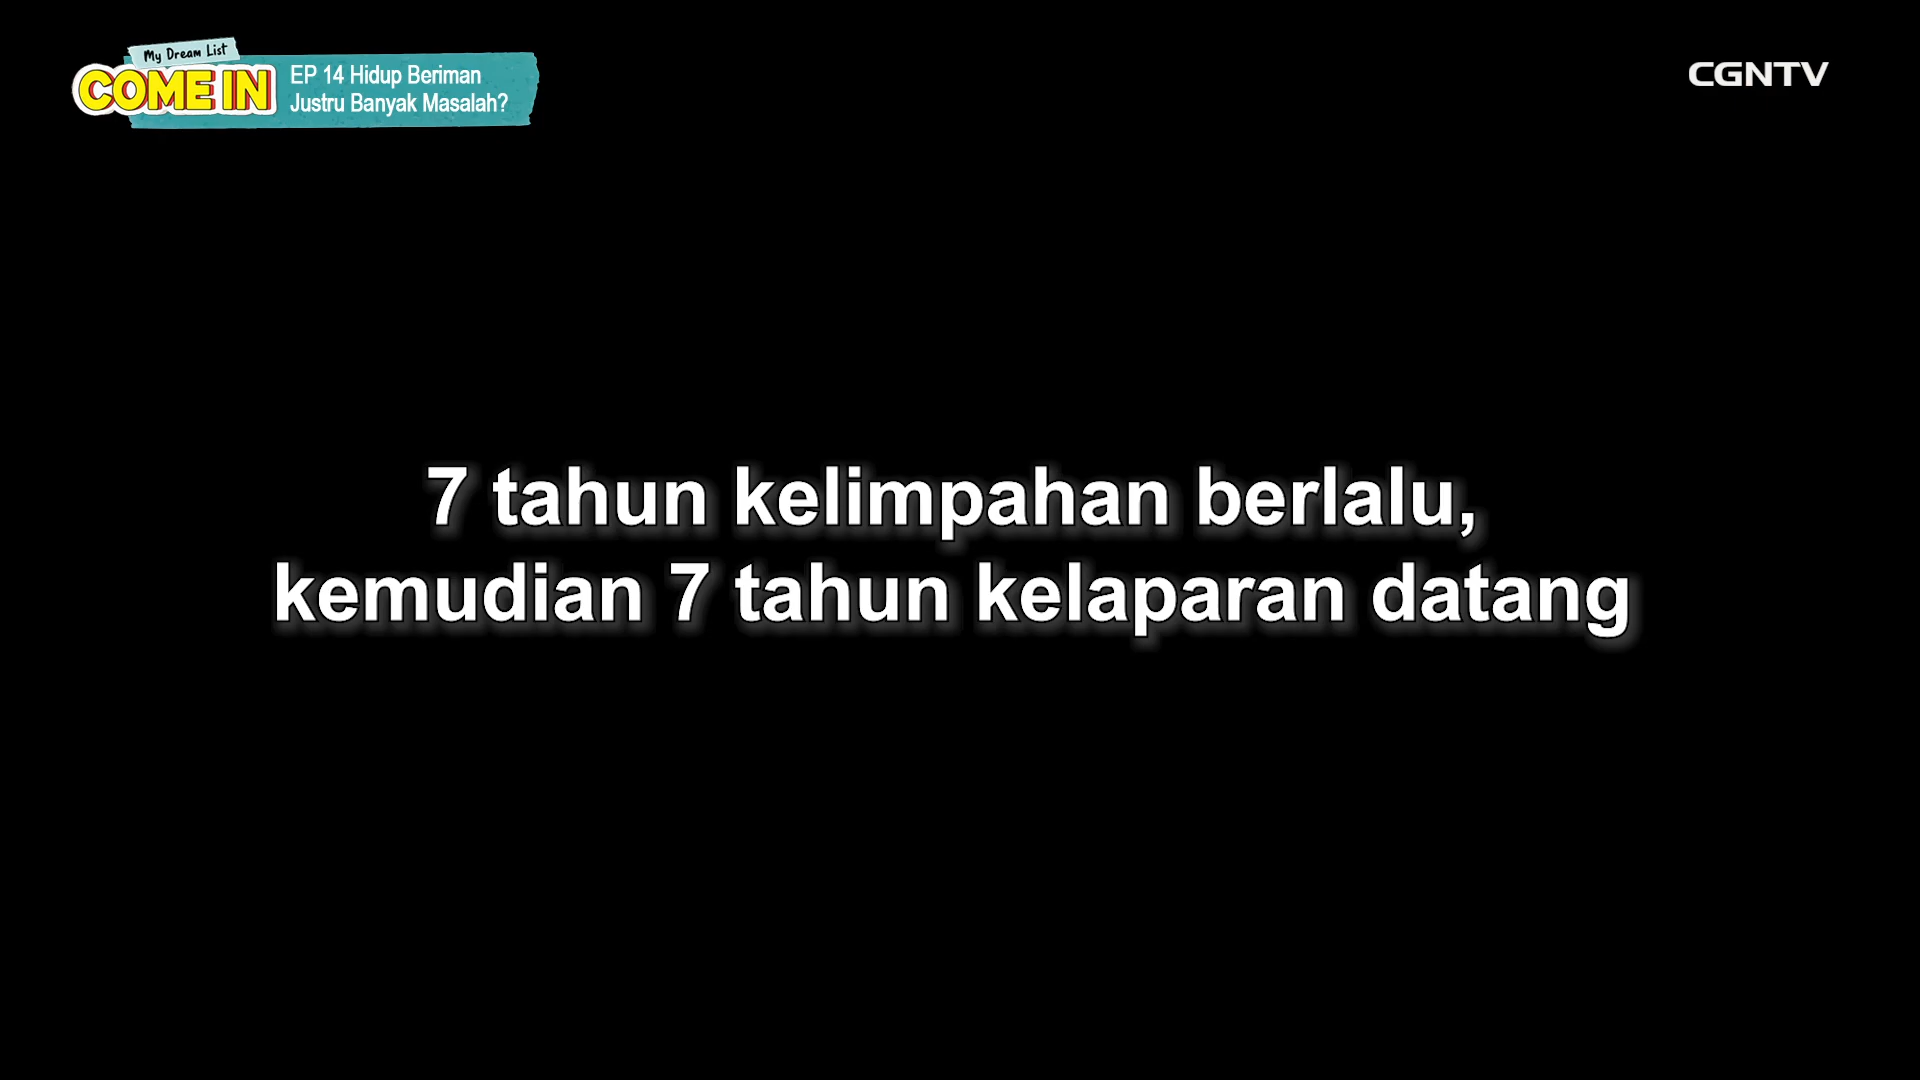 My Dream List
COME IN
EP 14 Hidup Beriman
Justru Banyak Masalah?
CGNTV
7 tahun kelimpahan berlalu,
kemudian 7 tahun kelaparan datang